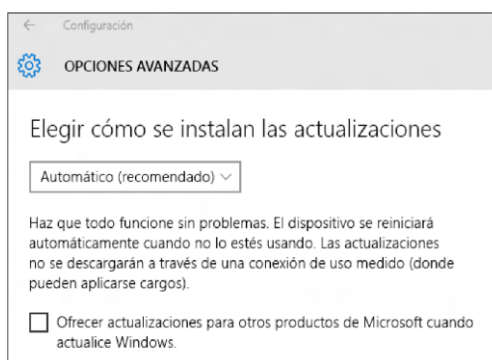 Configuración
OPCIONES AVANZADAS
Elegir cómo se instalan las actualizaciones
Automático (recomendado)
Haz que todo funcione sin problemas. El dispositivo se reiniciará
automáticamente cuando no lo estés usando. Las actualizaciones
no se descargarán a través de una conexión de uso medido (donde
pueden aplicarse cargos).
Ofrecer actualizaciones para otros productos de Microsoft cuando
actualice Windows.